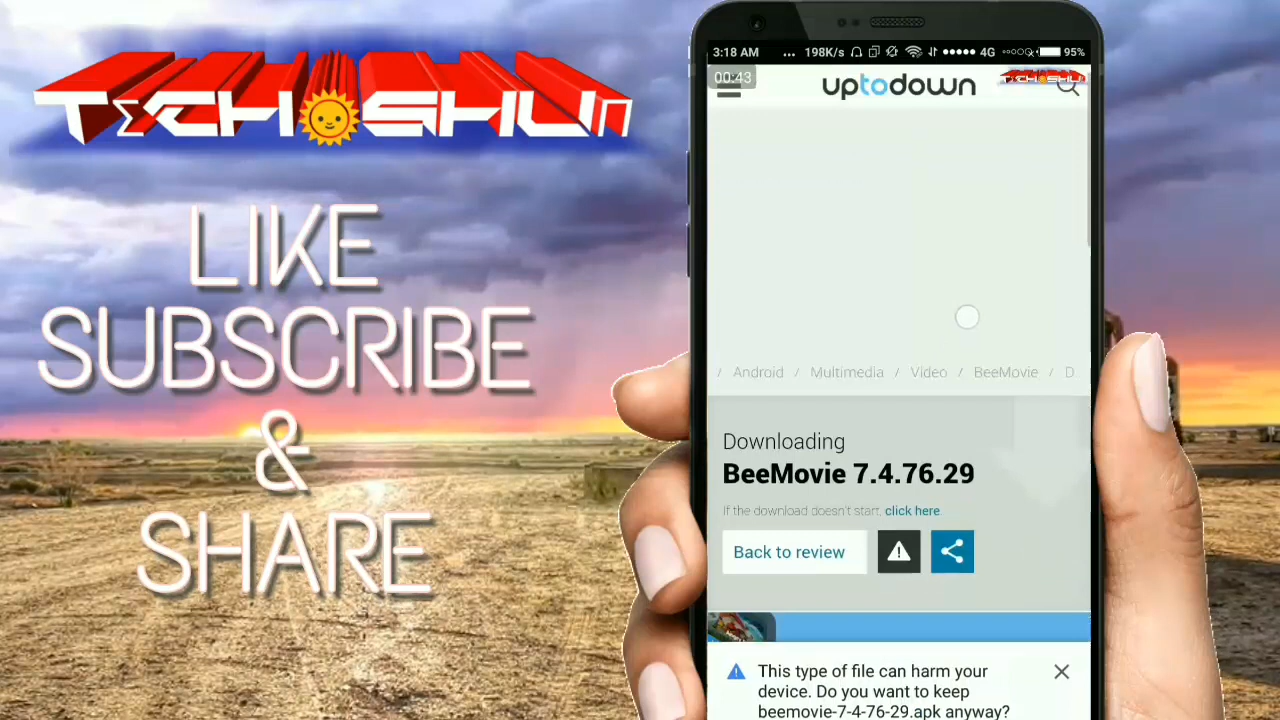 TECHOSHUN
LIKE
SUBSCRIBE
&
SHARE
3:18 AM ... 198K/s 4G 95%
00:43
uptodown
/ Android / Multimedia / Video / BeeMovie / D
Downloading
BeeMovie 7.4.76.29
If the download doesn't start, click here
Back to review
This type of file can harm your
device. Do you want to keep
beemovie-7-4-76-29.apk anyway?